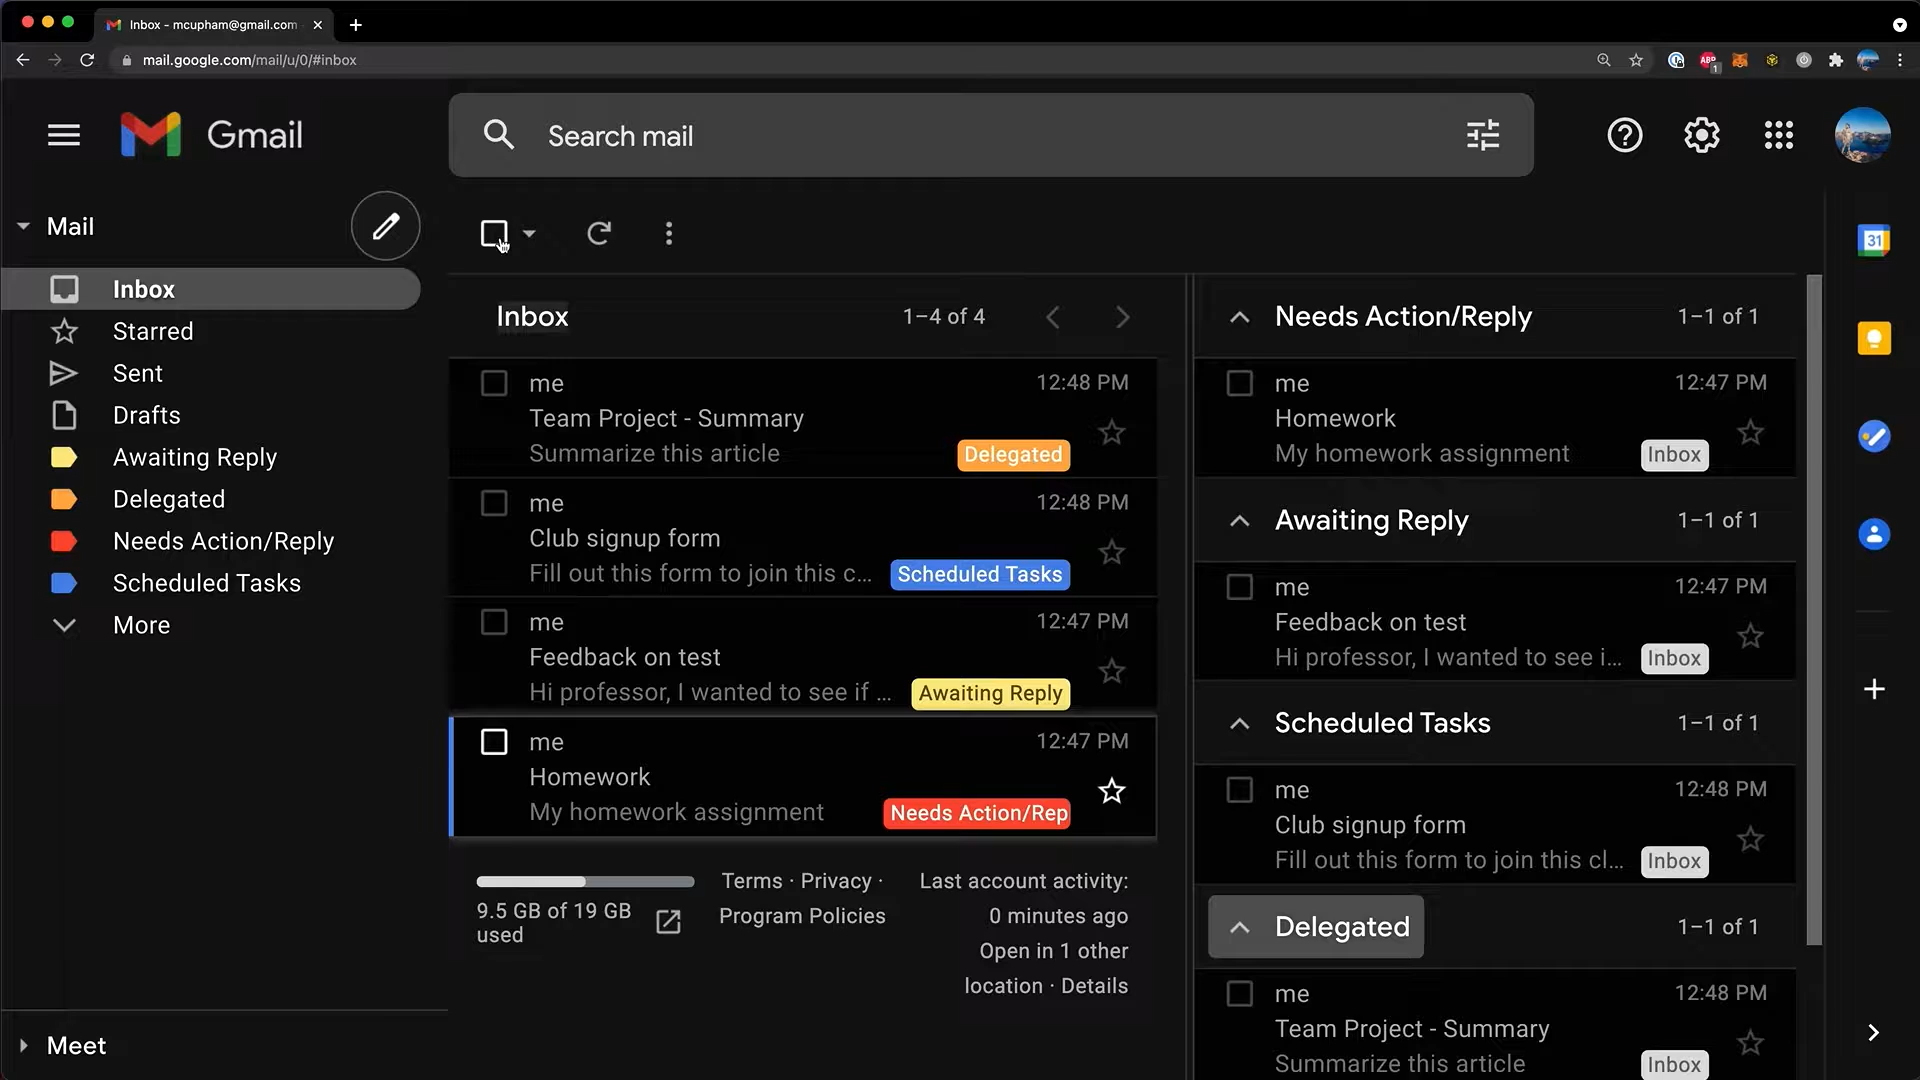 Inbox - mcupham@gmail.com
mail.google.com/mail/u/0/#inbox
ABP
1
Gmail
Search mail
Mail
Inbox
Starred
Sent
Drafts
Awaiting Reply
Delegated
Needs Action/Reply
Scheduled Tasks
More
Meet
Inbox
1–4 of 4
me
12:48 PM
Team Project - Summary
Summarize this article
Delegated
me
12:48 PM
Club signup form
Fill out this form to join this c...
Scheduled Tasks
me
12:47 PM
Feedback on test
Hi professor, I wanted to see if ...
Awaiting Reply
me
12:47 PM
Homework
My homework assignment
Needs Action/Rep
9.5 GB of 19 GB
used
Terms · Privacy ·
Program Policies
Last account activity:
0 minutes ago
Open in 1 other
location · Details
Needs Action/Reply
1–1 of 1
me
12:47 PM
Homework
My homework assignment
Inbox
Awaiting Reply
1–1 of 1
me
12:47 PM
Feedback on test
Hi professor, I wanted to see i...
Inbox
Scheduled Tasks
1–1 of 1
me
12:48 PM
Club signup form
Fill out this form to join this cl...
Inbox
Delegated
1–1 of 1
me
12:48 PM
Team Project - Summary
Summarize this article
Inbox
31